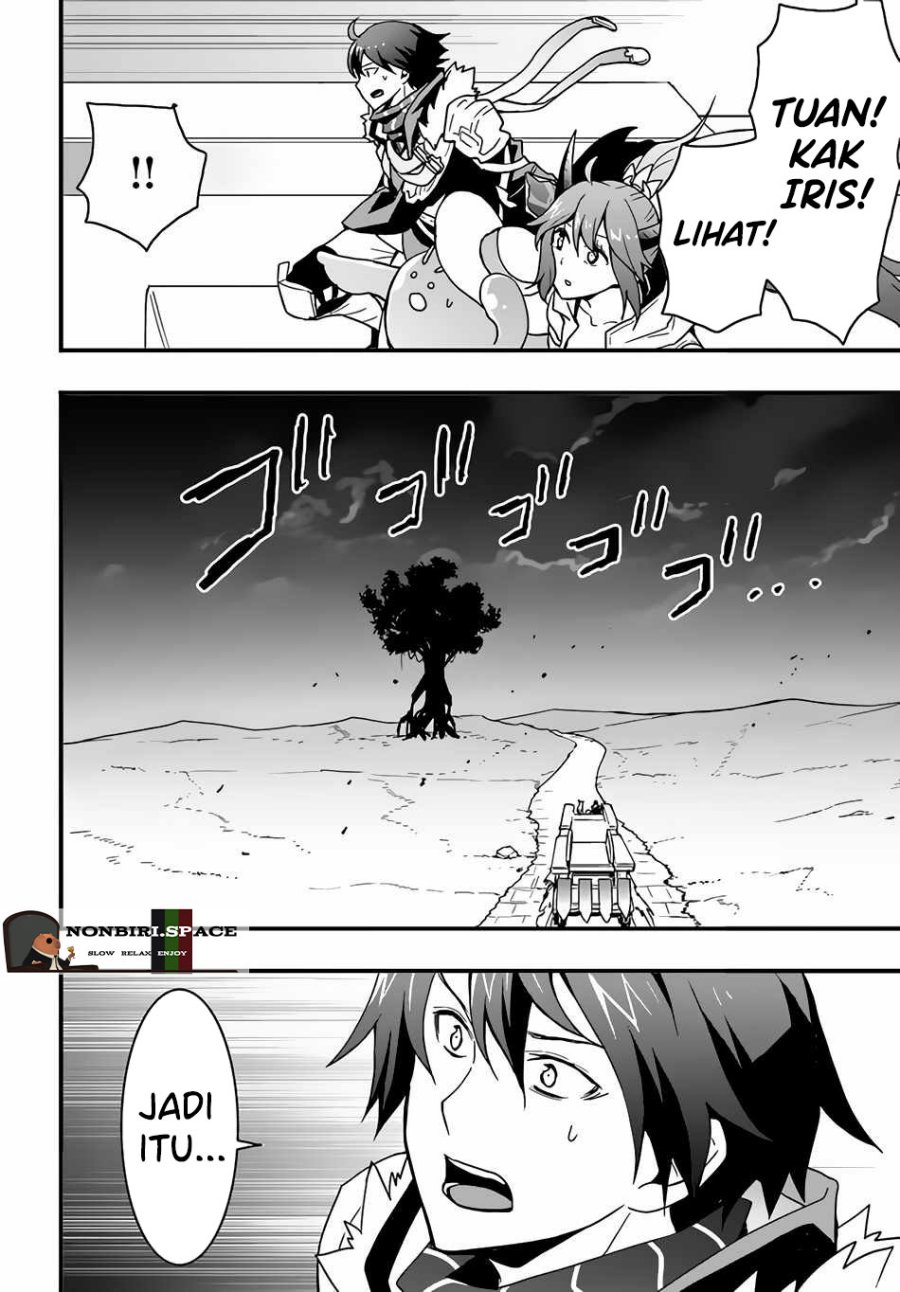 TUAN!
KAK
IRIS!
LIHAT!
!!
ゴゴゴゴゴ...
NONBIRI.SPACE
SLOW RELAX ENJOY
JADI
ITU...